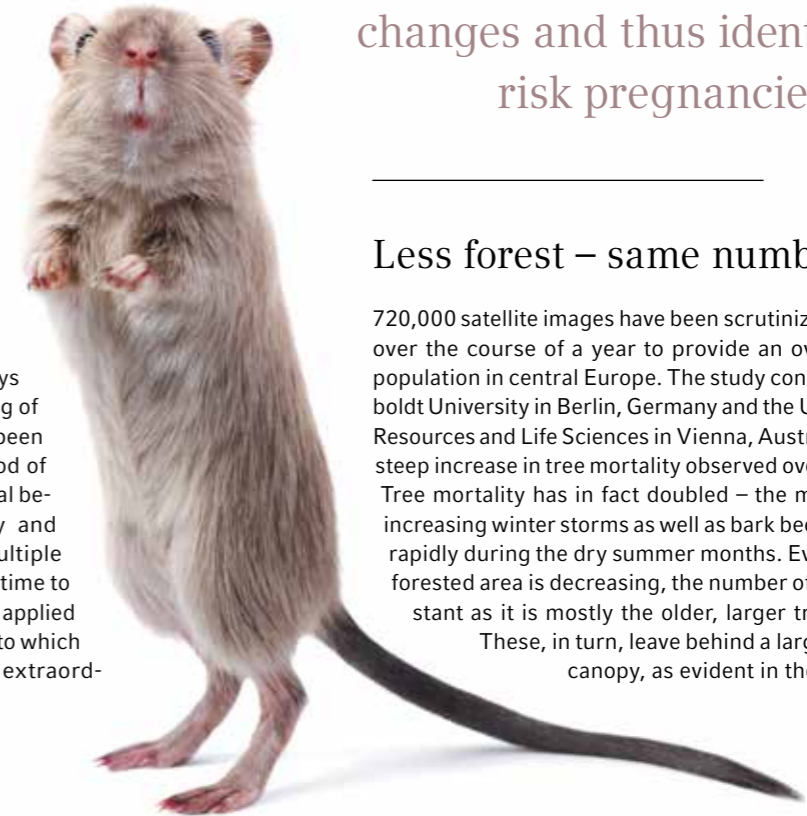 changes and thus ident
risk pregnancie
Less forest – same numb
720,000 satellite images have been scrutiniz
over the course of a year to provide an ov
population in central Europe. The study con
boldt University in Berlin, Germany and the U
Resources and Life Sciences in Vienna, Aust
steep increase in tree mortality observed ov
Tree mortality has in fact doubled – the m
increasing winter storms as well as bark bee
rapidly during the dry summer months. Ev
forested area is decreasing, the number of
stant as it is mostly the older, larger tr
These, in turn, leave behind a larg
canopy, as evident in the
ys
g of
been
od of
al be-
y and
ultiple
time to
applied
to which
extraord-